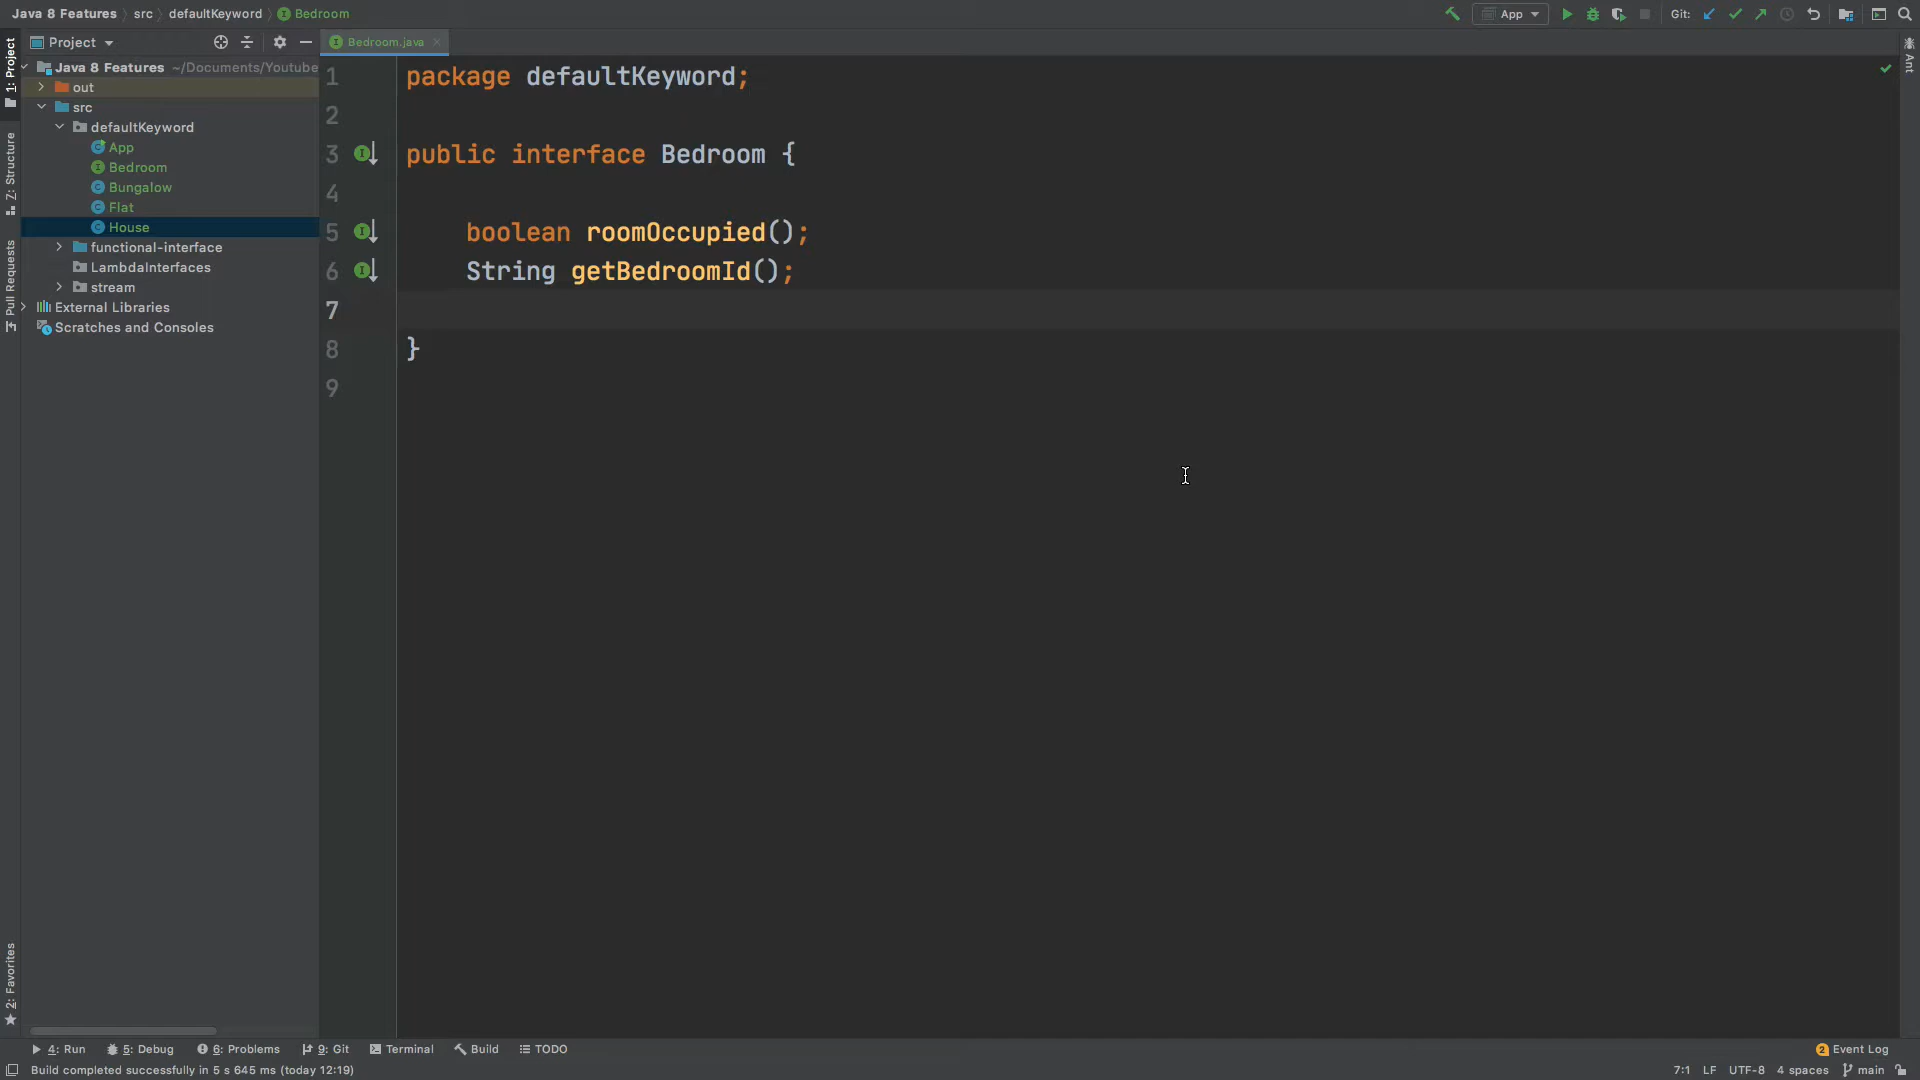 Java 8 Features src defaultKeyword Bedroom
App
Git:
Project
Bedroom.java
Java 8 Features ~/Documents/Youtube
out
src
defaultKeyword
App
Bedroom
Bungalow
Flat
House
functional-interface
LambdaInterfaces
stream
External Libraries
Scratches and Consoles
1: Project
Z: Structure
Pull Requests
2: Favorites
Ant
1 package defaultKeyword;
2
3 public interface Bedroom {
4
5 boolean roomOccupied();
6 String getBedroomId();
7
8 }
9
4: Run 5: Debug 6: Problems 9: Git Terminal Build TODO
2 Event Log
Build completed successfully in 5 s 645 ms (today 12:19)
7:1 LF UTF-8 4 spaces main